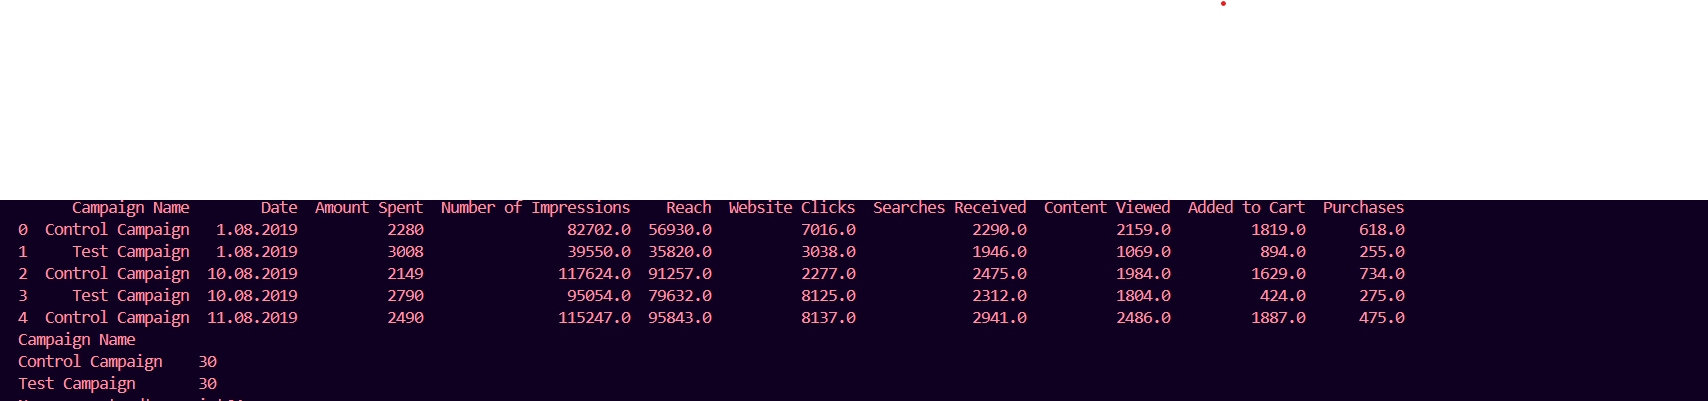 Campaign Name Date Amount Spent Number of Impressions Reach Website Clicks Searches Received Content Viewed Added to Cart Purchases
0 Control Campaign 1.08.2019 2280 82702.0 56930.0 7016.0 2290.0 2159.0 1819.0 618.0
1 Test Campaign 1.08.2019 3008 39550.0 35820.0 3038.0 1946.0 1069.0 894.0 255.0
2 Control Campaign 10.08.2019 2149 117624.0 91257.0 2277.0 2475.0 1984.0 1629.0 734.0
3 Test Campaign 10.08.2019 2790 95054.0 79632.0 8125.0 2312.0 1804.0 424.0 275.0
4 Control Campaign 11.08.2019 2490 115247.0 95843.0 8137.0 2941.0 2486.0 1887.0 475.0
Campaign Name
Control Campaign 30
Test Campaign 30